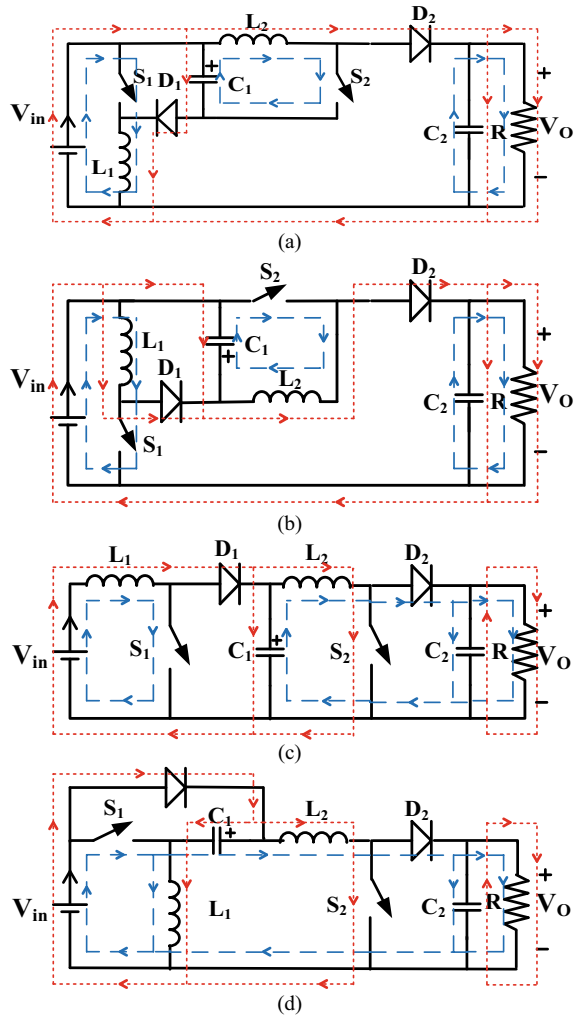 L₂ D₂
S₁ D₁ + C₁ S₂ +
Vin C₂ R VO
L₁ −
(a)
S₂ D₂
L₁ C₁ + +
Vin D₁ L₂ C₂ R VO
S₁ −
(b)
L₁ D₁ L₂ D₂
+
Vin S₁ C₁ + S₂ C₂ R VO
−
(c)
S₁ C₁ + L₂ D₂
+
Vin L₁ S₂ C₂ R VO
−
(d)